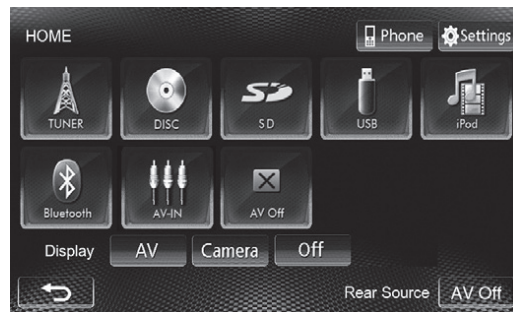 HOME Phone Settings
TUNER DISC SD USB iPod
Bluetooth AV-IN AV Off
Display AV Camera Off
Rear Source AV Off